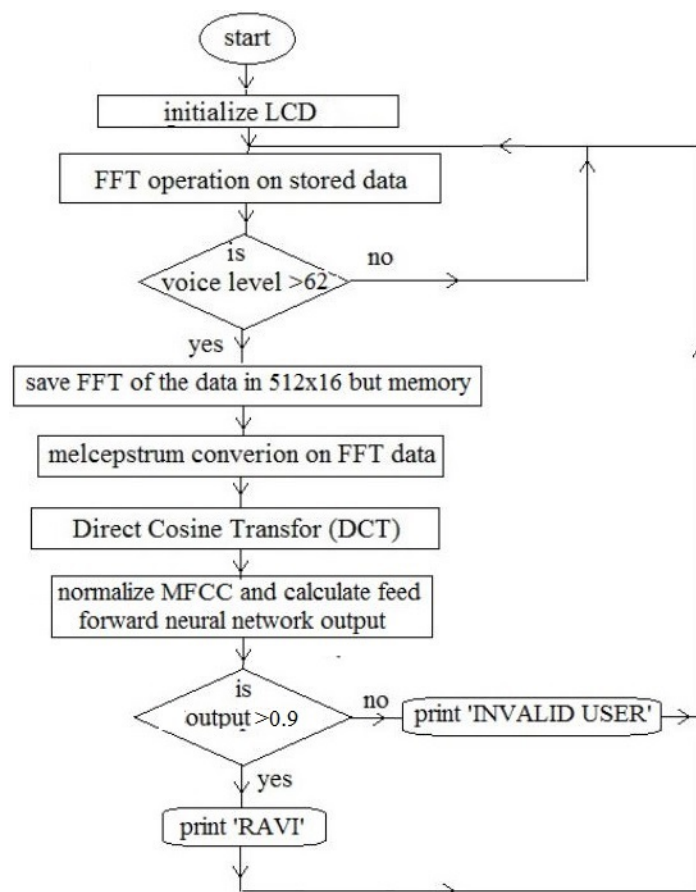 start
initialize LCD
FFT operation on stored data
is
voice level >62
no
yes
save FFT of the data in 512x16 but memory
melcepstrum convertion on FFT data
Direct Cosine Transfor (DCT)
normalize MFCC and calculate feed
forward neural network output
is
output >0.9
no
print 'INVALID USER'
yes
print 'RAVI'